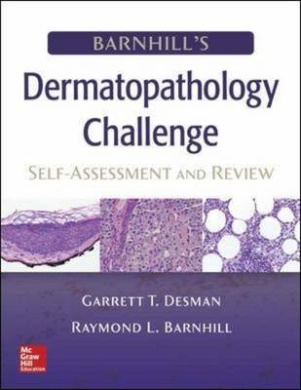 BARNHILL'S
Dermatopathology
Challenge
SELF-ASSESSMENT AND REVIEW
GARRETT T. DESMAN
RAYMOND L. BARNHILL
Mc
Graw
Hill
Education